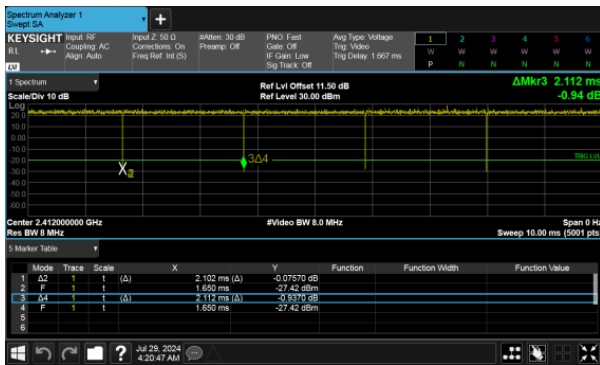 Spectrum Analyzer 1
Swept SA
+
KEYSIGHT Input: RF Input Z: 50 Ω #Atten: 30 dB PNO: Fast Avg Type: Voltage 1 2 3 4 5 6
RL Coupling: AC Corrections: On Preamp: Off Gate: Off Trig: Video W W W W W W
Align: Auto Freq Ref: Int (S) IF Gain: Low Trig Delay: 1.667 ms P N N N N N
LXI Sig Track: Off
1 Spectrum
Scale/Div 10 dB Ref Lvl Offset 11.50 dB ΔMkr3 2.112 ms
Ref Level 30.00 dBm -0.94 dB
Log
20.0
10.0
0.00
-10.0
-20.0 3Δ4 TRIG LVL
-30.0 X
-40.0
-50.0
-60.0
Center 2.412000000 GHz #Video BW 8.0 MHz Span 0 Hz
Res BW 8 MHz Sweep 10.00 ms (5001 pts)
5 Marker Table
Mode Trace Scale X Y Function Function Width Function Value
1 Δ2 1 t (Δ) 2.102 ms (Δ) -0.07570 dB
2 F 1 t 1.650 ms -27.42 dBm
3 Δ4 1 t (Δ) 2.112 ms (Δ) -0.9370 dB
4 F 1 t 1.650 ms -27.42 dBm
5
6
? Jul 29, 2024
4:20:47 AM